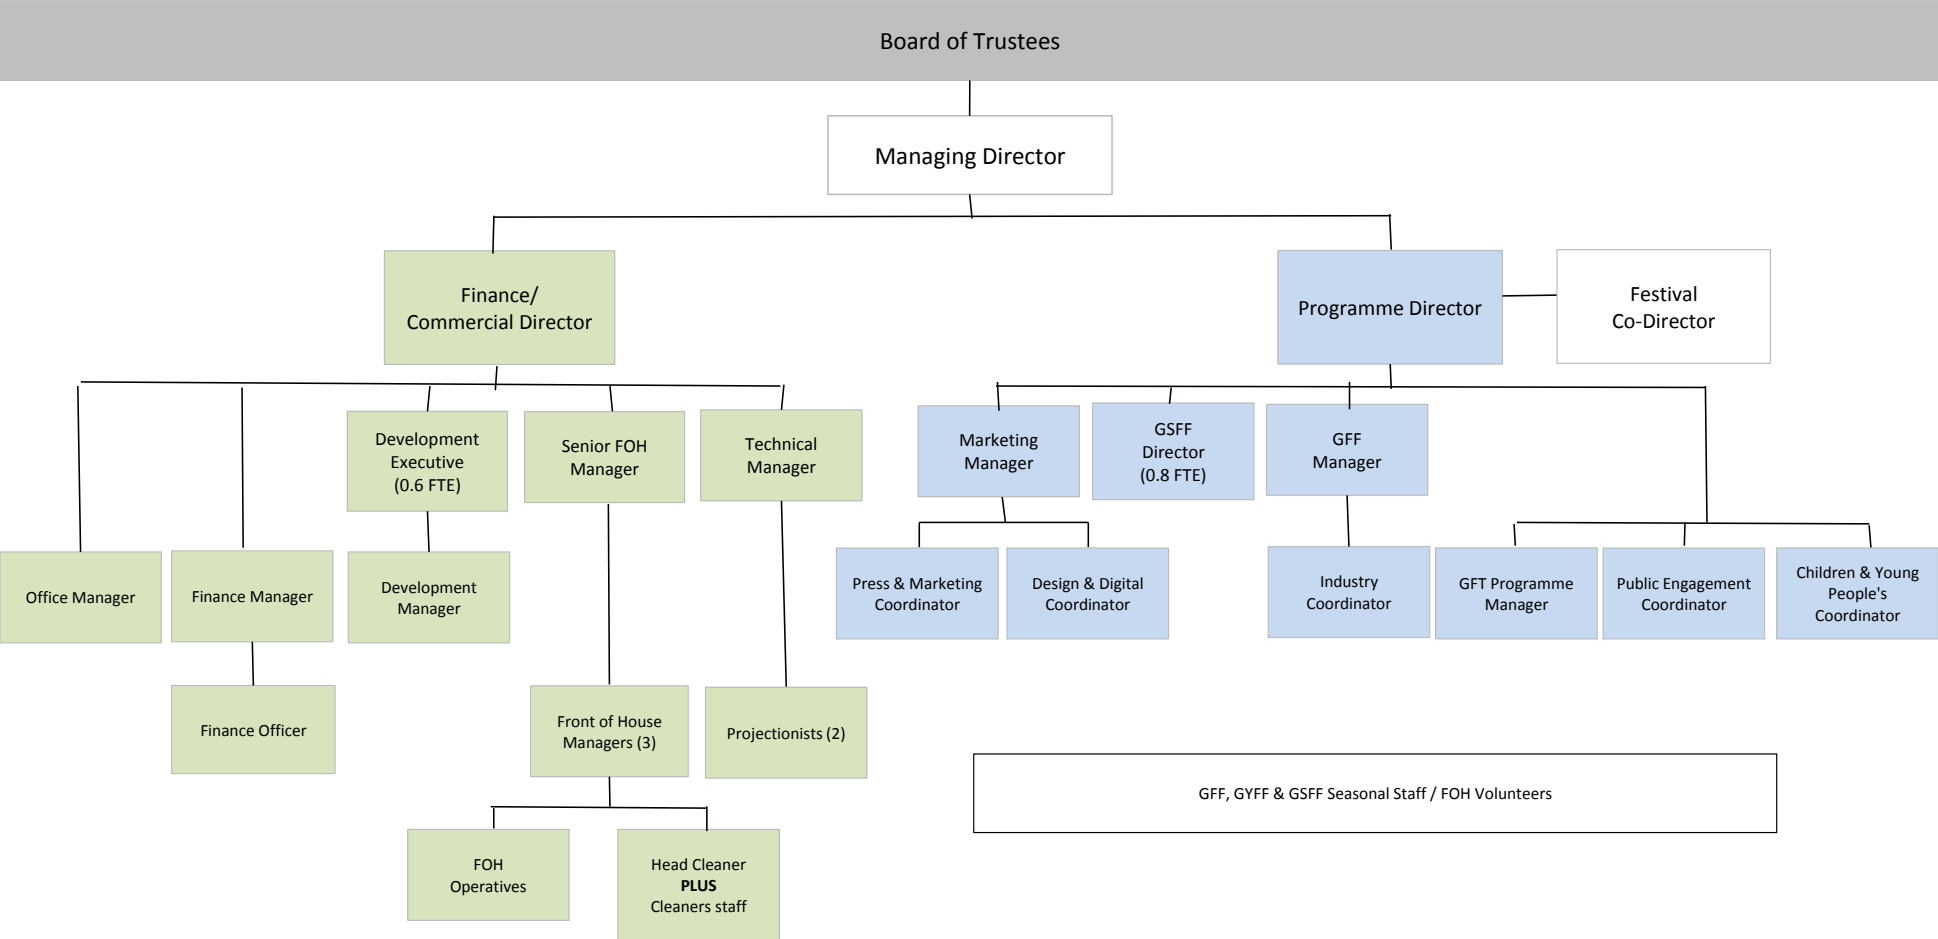 Board of Trustees
Managing Director
Finance/
Commercial Director
Programme Director
Festival
Co-Director
Development
Executive
(0.6 FTE)
Senior FOH
Manager
Technical
Manager
Marketing
Manager
GSFF
Director
(0.8 FTE)
GFF
Manager
Office Manager
Finance Manager
Development
Manager
Press & Marketing
Coordinator
Design & Digital
Coordinator
Industry
Coordinator
GFT Programme
Manager
Public Engagement
Coordinator
Children & Young
People's
Coordinator
Finance Officer
Front of House
Managers (3)
Projectionists (2)
GFF, GYFF & GSFF Seasonal Staff / FOH Volunteers
FOH
Operatives
Head Cleaner
PLUS
Cleaners staff